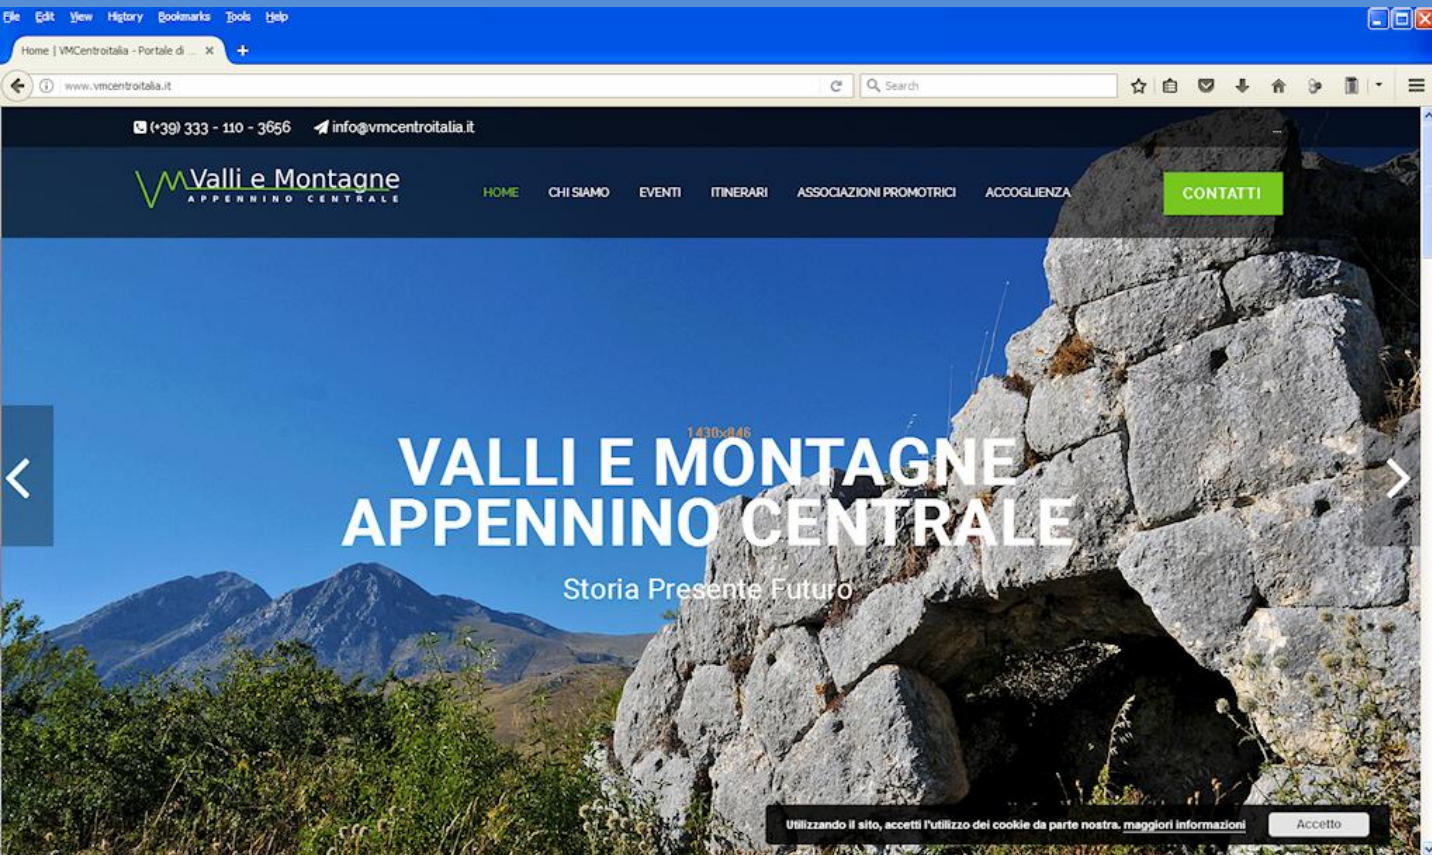 File Edit View History Bookmarks Tools Help
Home | VMCentroitalia - Portale di ...
www.vmcentroitalia.it
Search
(+39) 333 - 110 - 3656 info@vmcentroitalia.it
...
Valli e Montagne
APPENNINO CENTRALE
HOME CHI SIAMO EVENTI ITINERARI ASSOCIAZIONI PROMOTRICI ACCOGLIENZA CONTATTI
1430x846
VALLI E MONTAGNE
APPENNINO CENTRALE
Storia Presente Futuro
Utilizzando il sito, accetti l'utilizzo dei cookie da parte nostra. maggiori informazioni Accetto